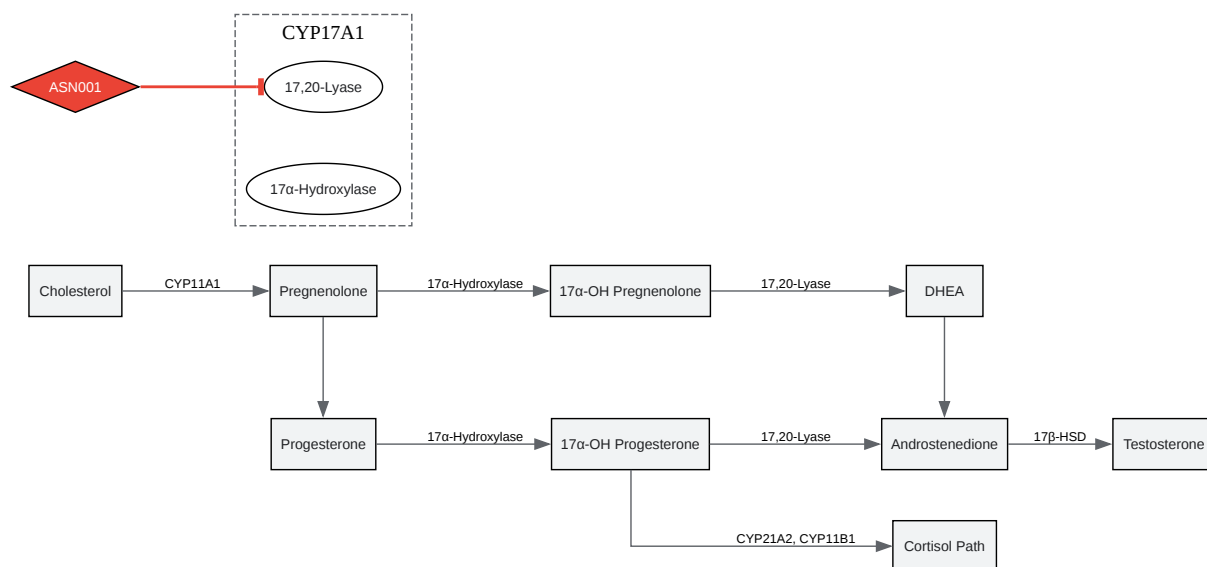 CYP17A1
ASN001
17,20-Lyase
17α-Hydroxylase
Cholesterol
CYP11A1
Pregnenolone
17α-Hydroxylase
17α-OH Pregnenolone
17,20-Lyase
DHEA
Progesterone
17α-Hydroxylase
17α-OH Progesterone
17,20-Lyase
Androstenedione
17β-HSD
Testosterone
CYP21A2, CYP11B1
Cortisol Path